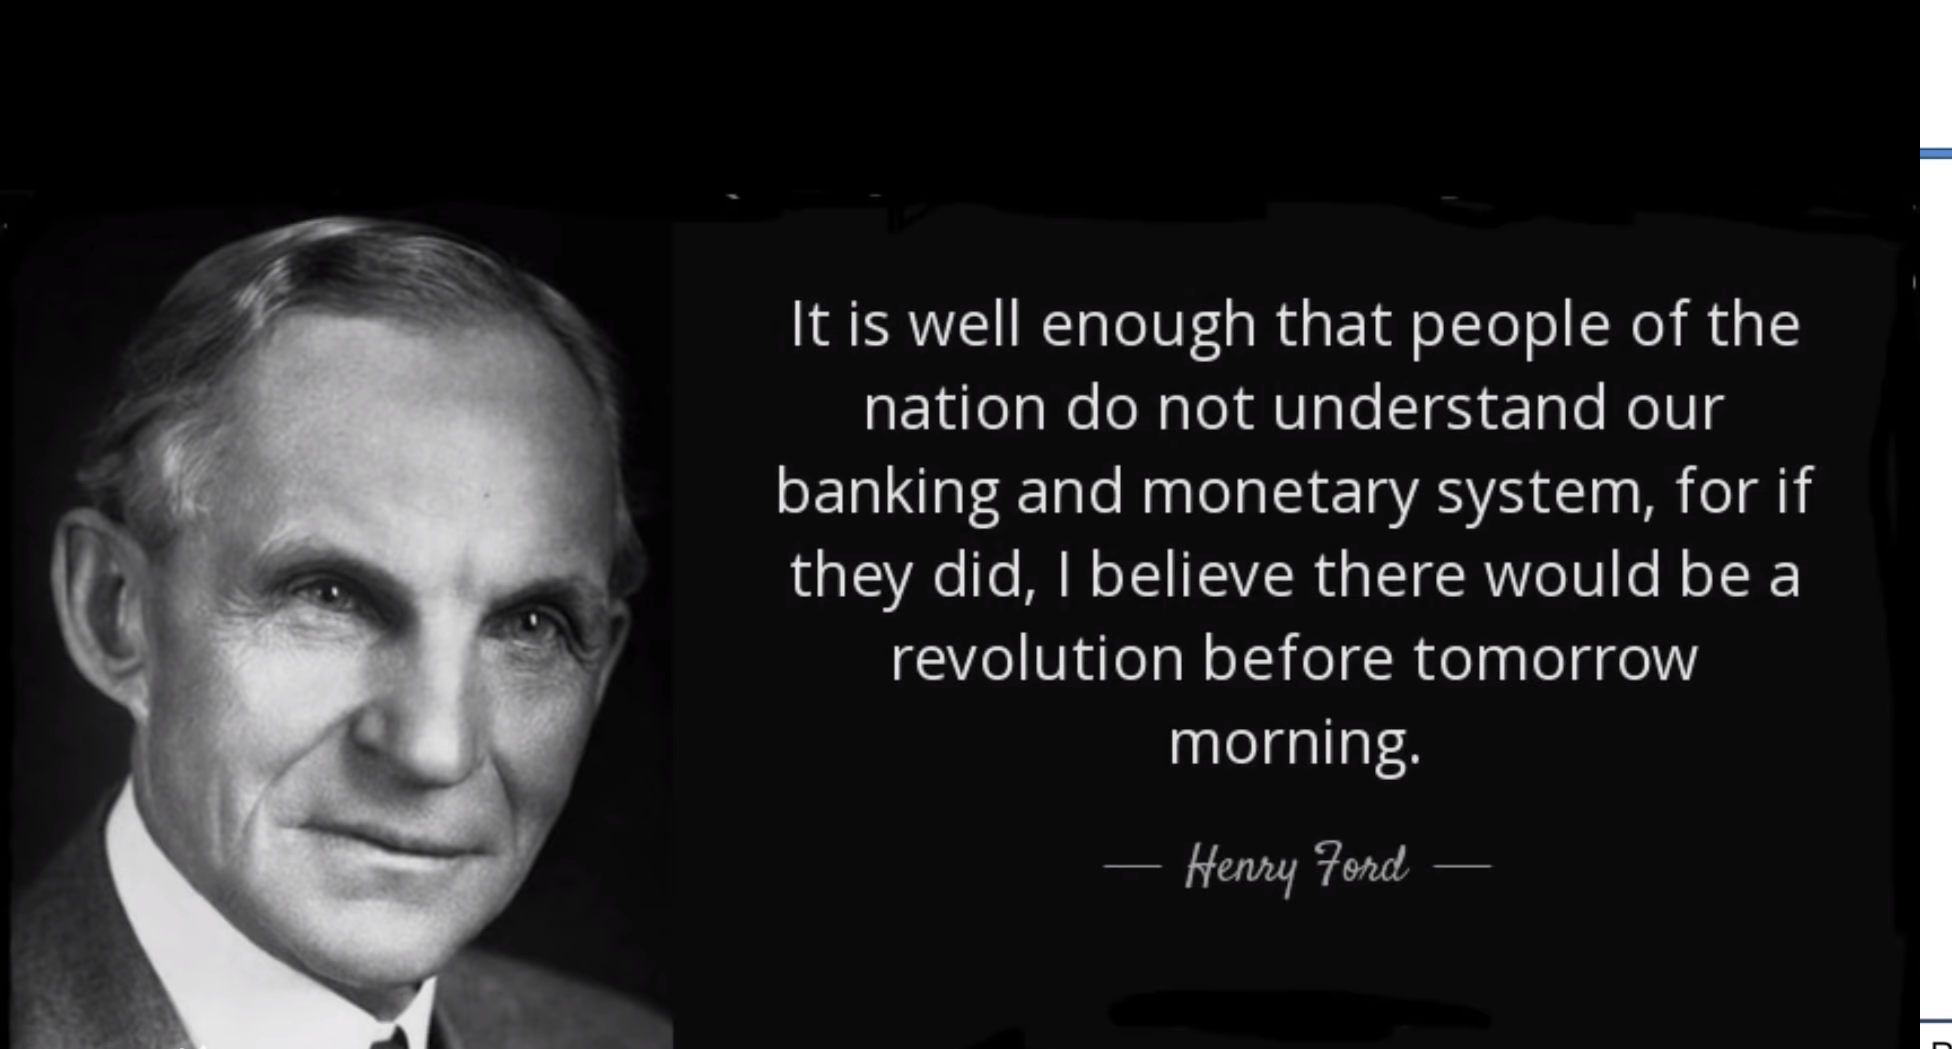 It is well enough that people of the
nation do not understand our
banking and monetary system, for if
they did, I believe there would be a
revolution before tomorrow
morning.
— Henry Ford —